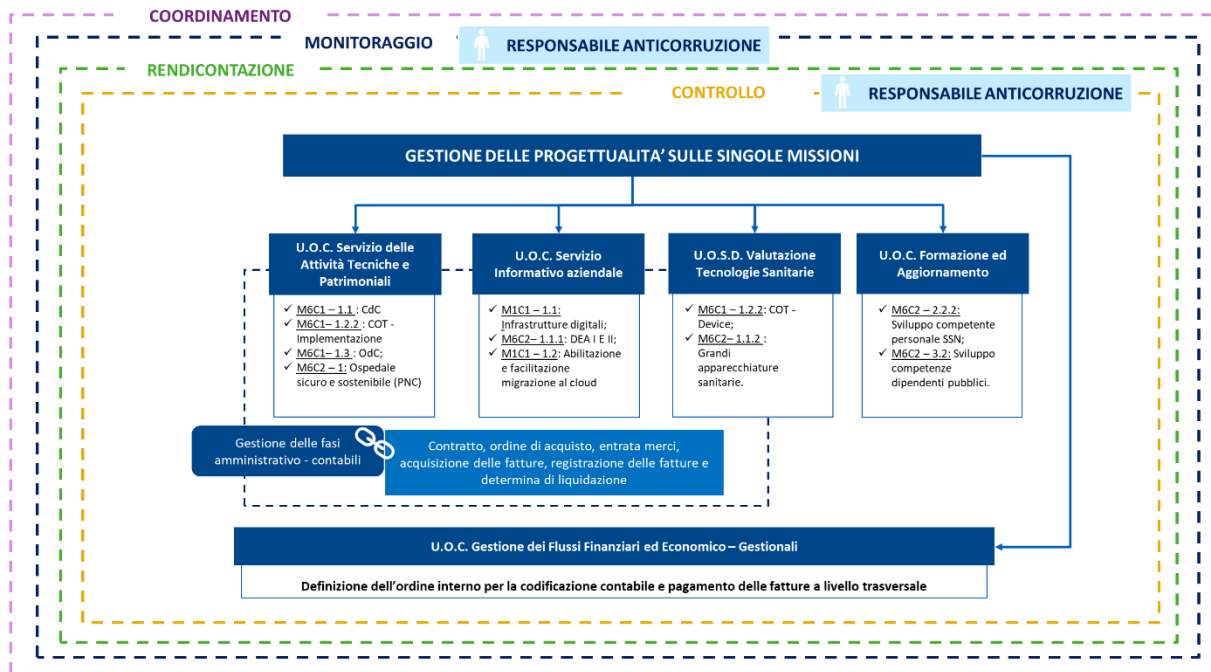 COORDINAMENTO
MONITORAGGIO
RESPONSABILE ANTICORRUZIONE
RENDICONTAZIONE
CONTROLLO
RESPONSABILE ANTICORRUZIONE
GESTIONE DELLE PROGETTUALITA’ SULLE SINGOLE MISSIONI
U.O.C. Servizio delle
Attività Tecniche e
Patrimoniali
✓ M6C1 – 1.1 : CdC
✓ M6C1– 1.2.2 : COT -
Implementazione
✓ M6C1– 1.3 : OdC;
✓ M6C2 – 1: Ospedale
sicuro e sostenibile (PNC)
U.O.C. Servizio
Informativo aziendale
✓ M1C1 – 1.1:
Infrastrutture digitali;
✓ M6C2– 1.1.1: DEA I E II;
✓ M1C1 – 1.2: Abilitazione
e facilitazione
migrazione al cloud
U.O.S.D. Valutazione
Tecnologie Sanitarie
✓ M6C1 – 1.2.2: COT -
Device;
✓ M6C2– 1.1.2 :
Grandi
apparecchiature
sanitarie.
U.O.C. Formazione ed
Aggiornamento
✓ M6C2 – 2.2.2:
Sviluppo competente
personale SSN;
✓ M6C2 – 3.2: Sviluppo
competenze
dipendenti pubblici.
Gestione delle fasi
amministrativo - contabili
Contratto, ordine di acquisto, entrata merci,
acquisizione delle fatture, registrazione delle fatture e
determina di liquidazione
U.O.C. Gestione dei Flussi Finanziari ed Economico – Gestionali
Definizione dell’ordine interno per la codificazione contabile e pagamento delle fatture a livello trasversale